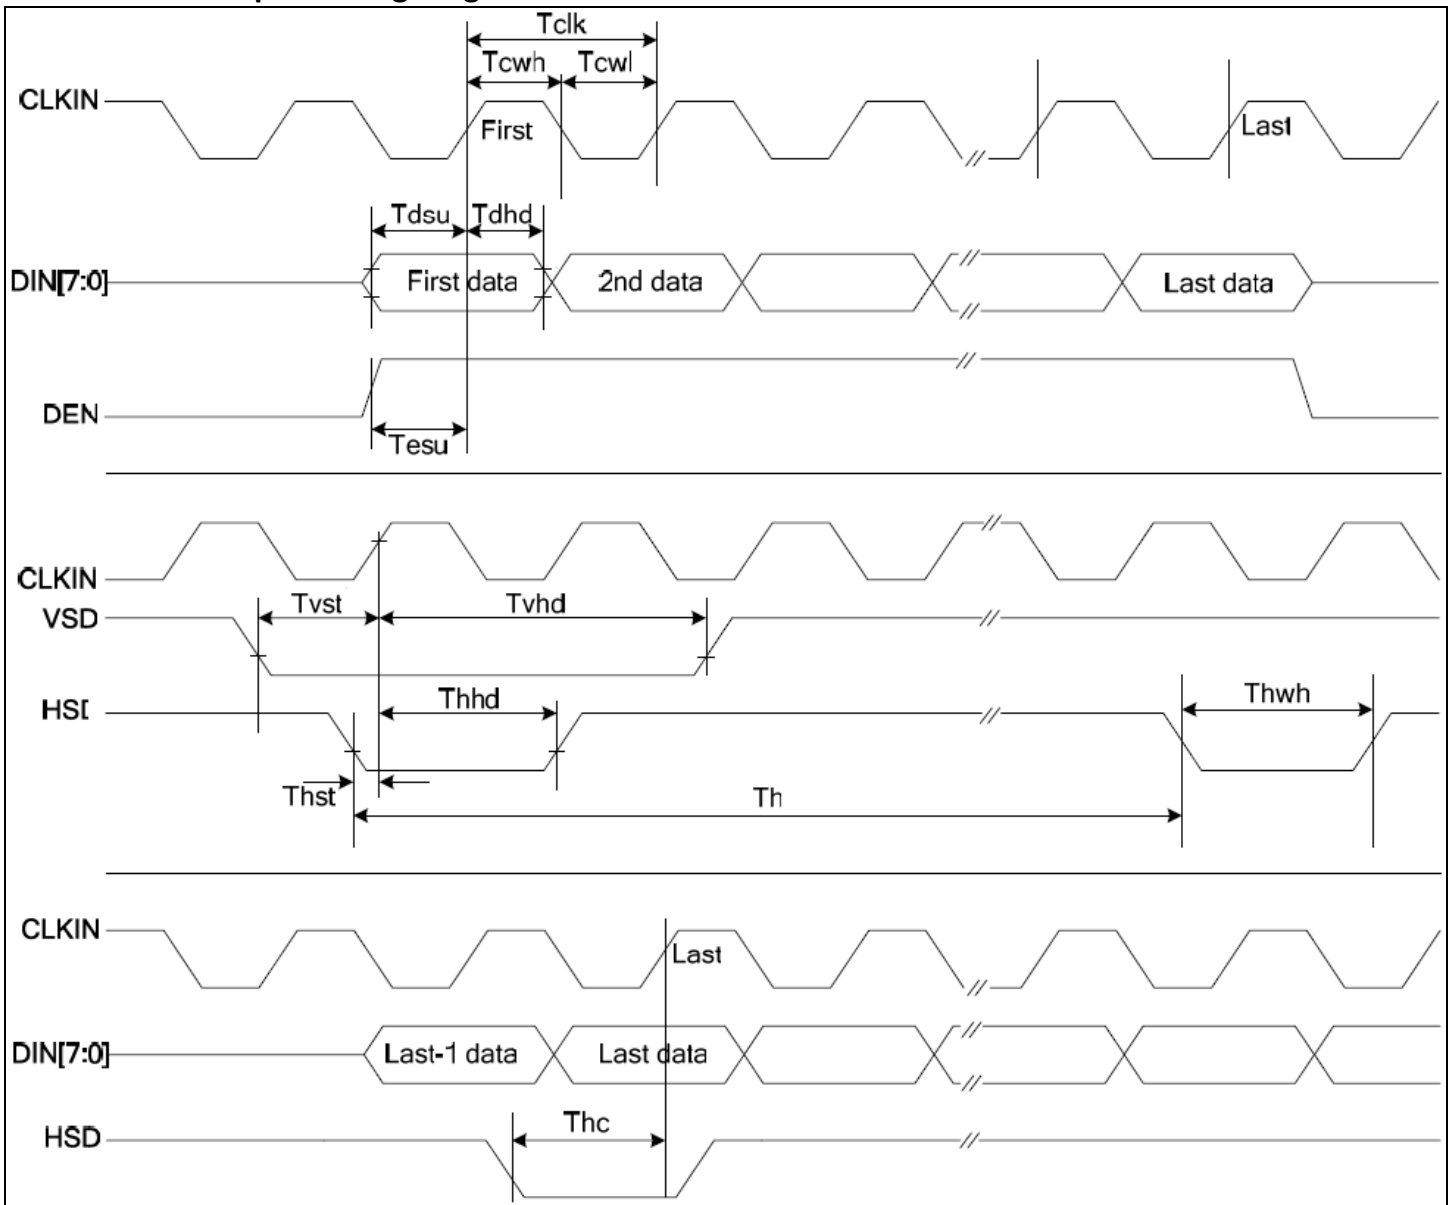 Tclk
Tcwh Tcwl
CLKIN
First
Last
Tdsu Tdhd
DIN[7:0]
First data
2nd data
Last data
DEN
Tesu
CLKIN
Tvst
Tvhd
VSD
Thhd
Thwh
HSI
Thst
Th
CLKIN
Last
DIN[7:0]
Last-1 data
Last data
Thc
HSD